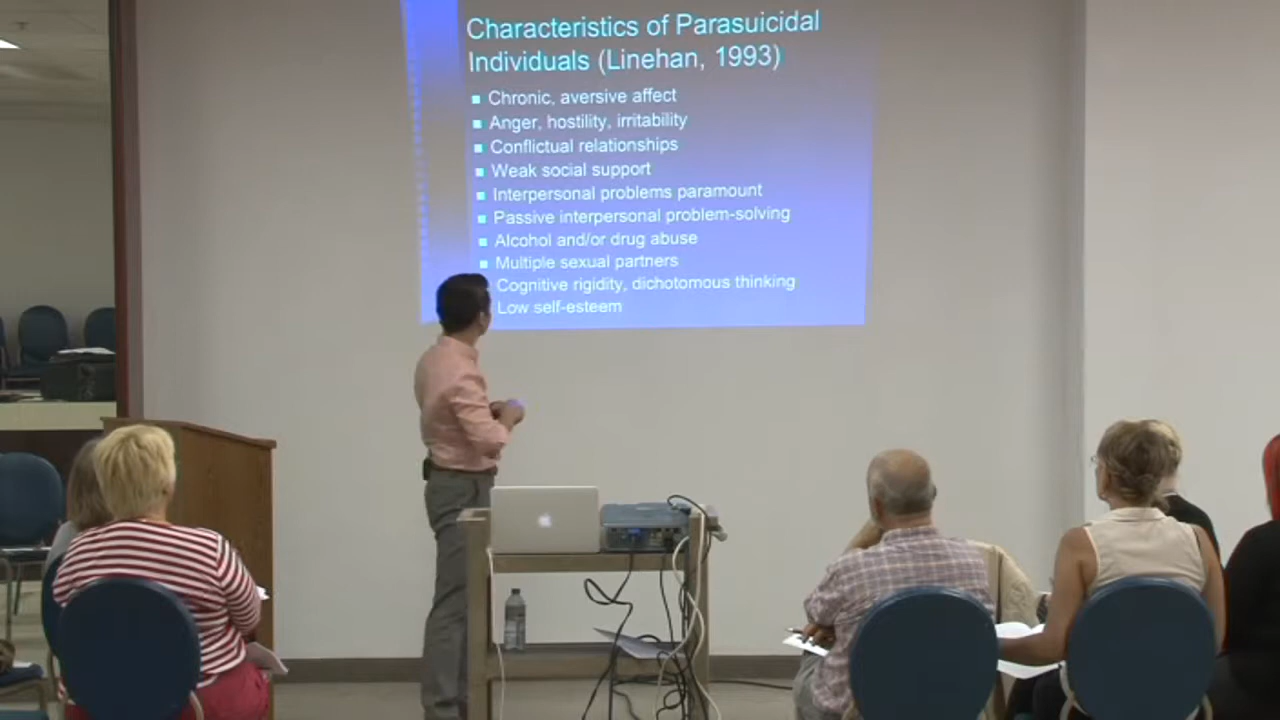 Characteristics of Parasuicidal
Individuals (Linehan, 1993)
Chronic, aversive affect
Anger, hostility, irritability
Conflictual relationships
Weak social support
Interpersonal problems paramount
Passive interpersonal problem-solving
Alcohol and/or drug abuse
Multiple sexual partners
Cognitive rigidity, dichotomous thinking
Low self-esteem